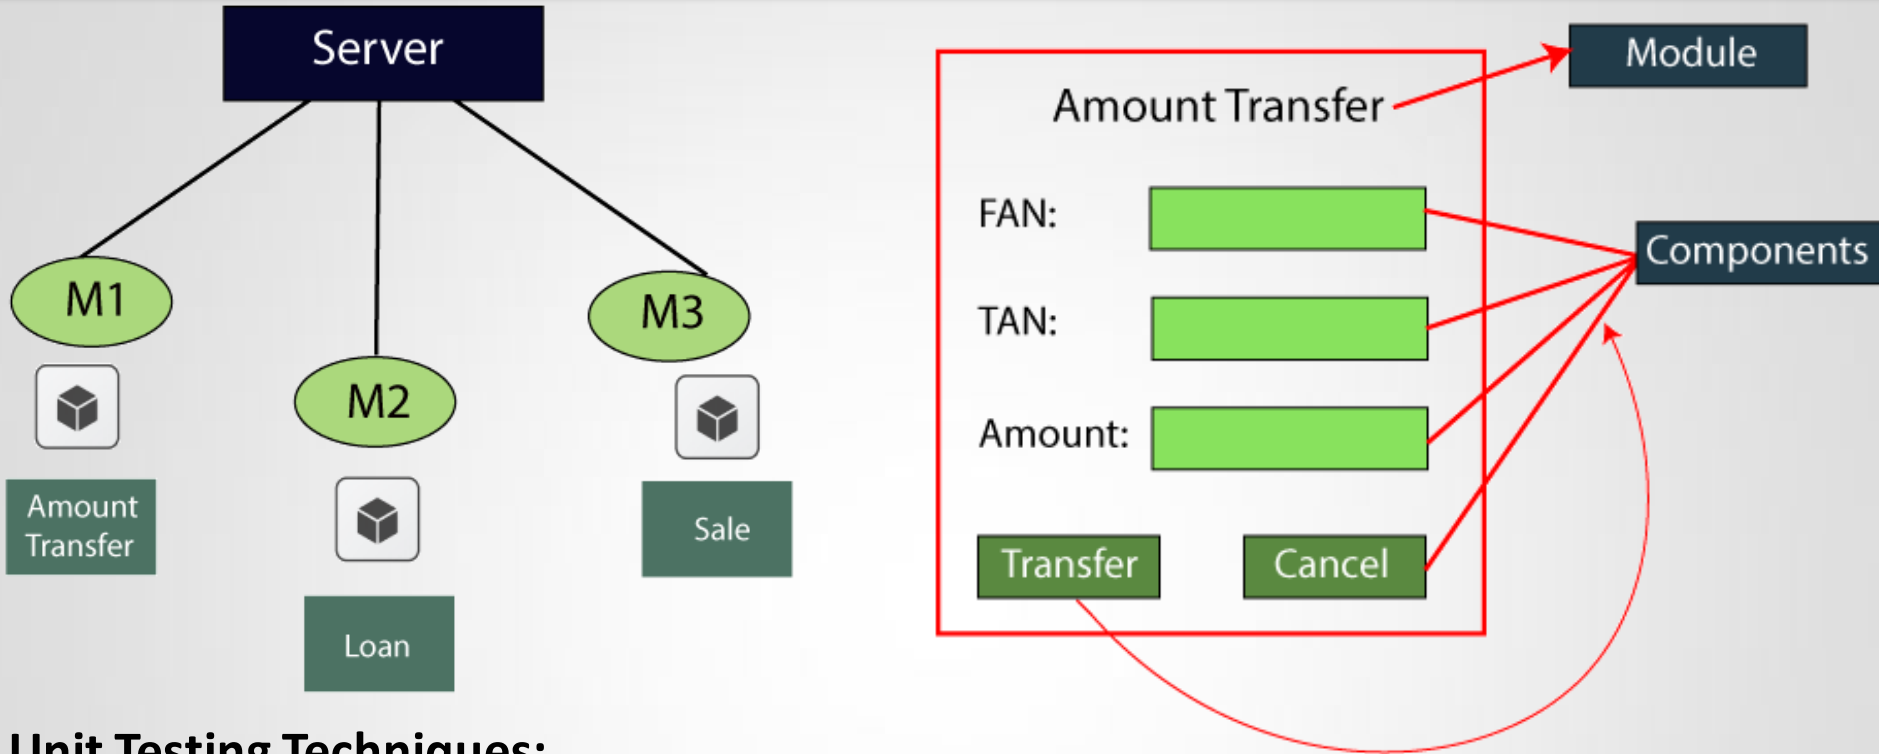 Server
M1
M2
M3
Amount
Transfer
Loan
Sale
Amount Transfer
Module
FAN:
TAN:
Amount:
Transfer
Cancel
Components
Unit Testing Techniques: